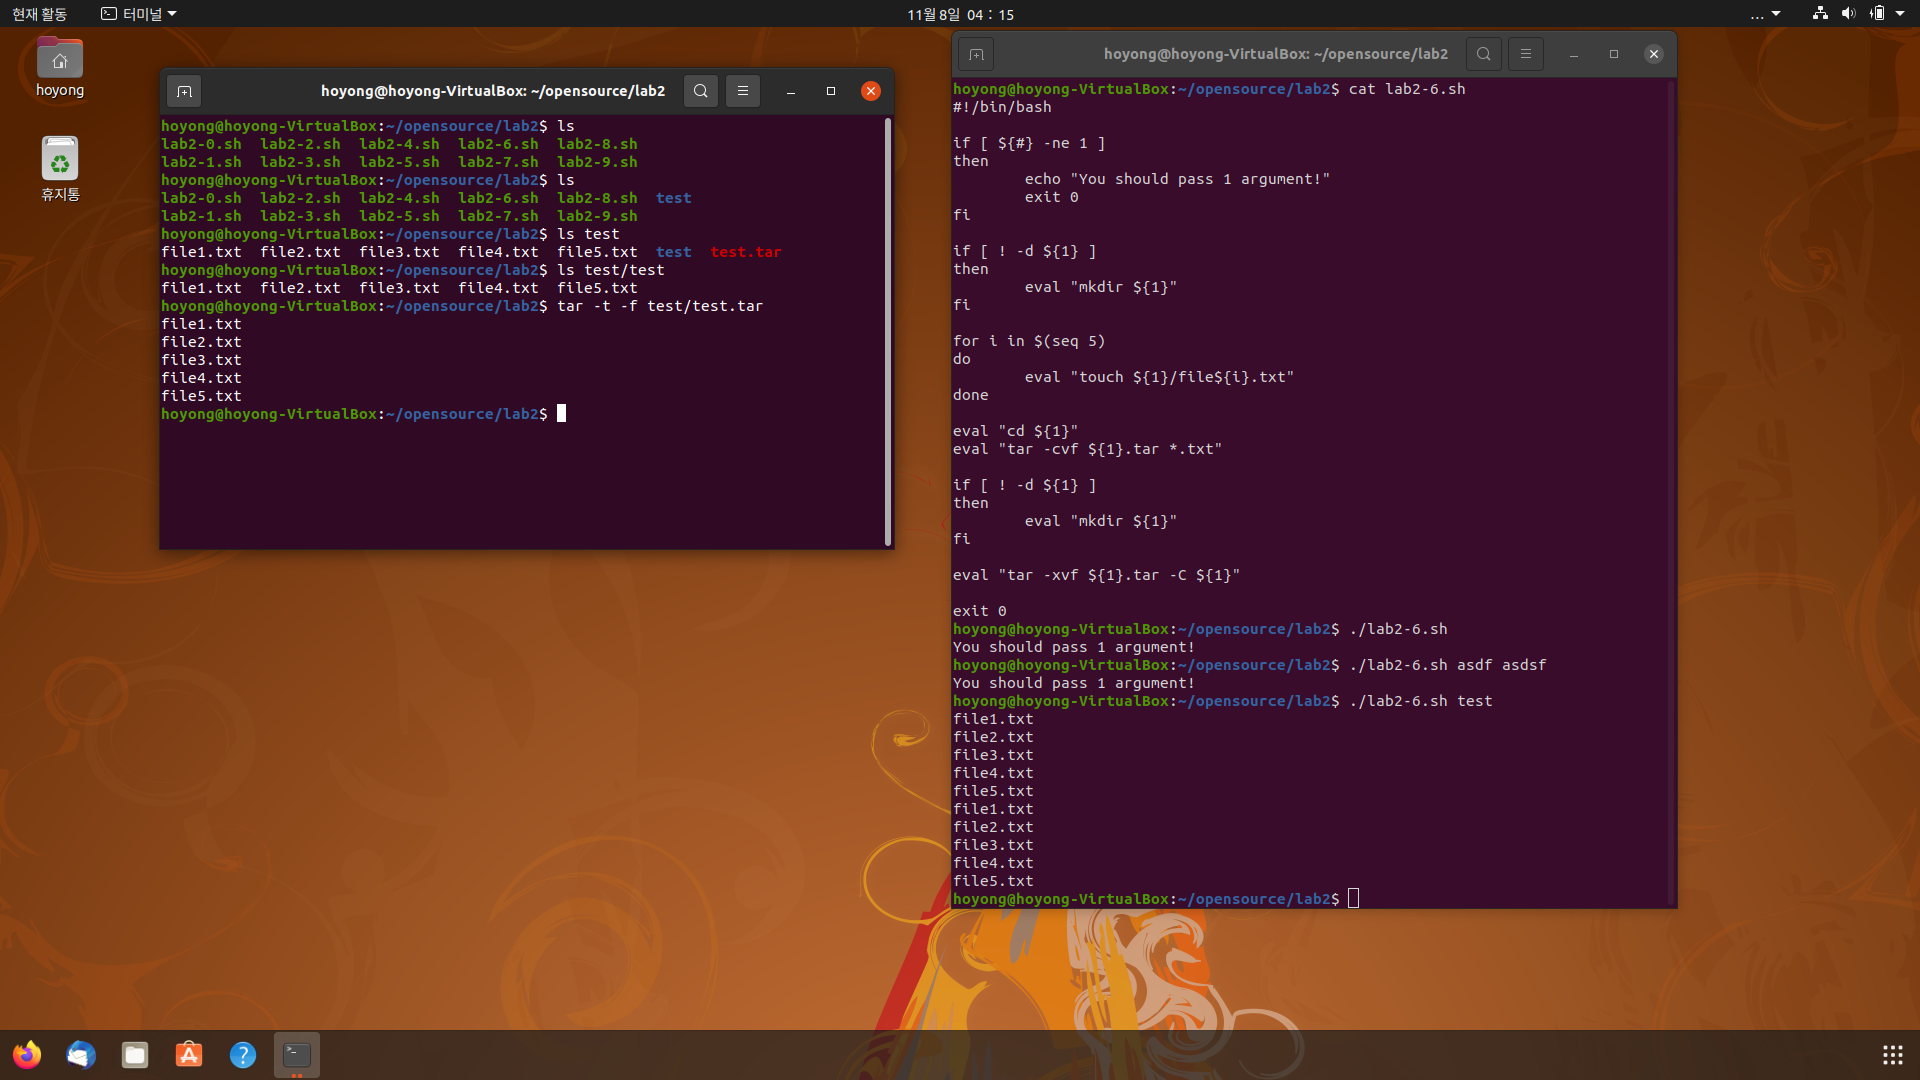 현재 활동
터미널
11월 8일 04 : 15
...
hoyong
휴지통
hoyong@hoyong-VirtualBox: ~/opensource/lab2
hoyong@hoyong-VirtualBox:~/opensource/lab2$ ls
lab2-0.sh  lab2-2.sh  lab2-4.sh  lab2-6.sh  lab2-8.sh
lab2-1.sh  lab2-3.sh  lab2-5.sh  lab2-7.sh  lab2-9.sh
hoyong@hoyong-VirtualBox:~/opensource/lab2$ ls
lab2-0.sh  lab2-2.sh  lab2-4.sh  lab2-6.sh  lab2-8.sh  test
lab2-1.sh  lab2-3.sh  lab2-5.sh  lab2-7.sh  lab2-9.sh
hoyong@hoyong-VirtualBox:~/opensource/lab2$ ls test
file1.txt  file2.txt  file3.txt  file4.txt  file5.txt  test  test.tar
hoyong@hoyong-VirtualBox:~/opensource/lab2$ ls test/test
file1.txt  file2.txt  file3.txt  file4.txt  file5.txt
hoyong@hoyong-VirtualBox:~/opensource/lab2$ tar -t -f test/test.tar
file1.txt
file2.txt
file3.txt
file4.txt
file5.txt
hoyong@hoyong-VirtualBox:~/opensource/lab2$
hoyong@hoyong-VirtualBox: ~/opensource/lab2
hoyong@hoyong-VirtualBox:~/opensource/lab2$ cat lab2-6.sh
#!/bin/bash
if [ ${#} -ne 1 ]
then
        echo "You should pass 1 argument!"
        exit 0
fi
if [ ! -d ${1} ]
then
        eval "mkdir ${1}"
fi
for i in $(seq 5)
do
        eval "touch ${1}/file${i}.txt"
done
eval "cd ${1}"
eval "tar -cvf ${1}.tar *.txt"
if [ ! -d ${1} ]
then
        eval "mkdir ${1}"
fi
eval "tar -xvf ${1}.tar -C ${1}"
exit 0
hoyong@hoyong-VirtualBox:~/opensource/lab2$ ./lab2-6.sh
You should pass 1 argument!
hoyong@hoyong-VirtualBox:~/opensource/lab2$ ./lab2-6.sh asdf asdsf
You should pass 1 argument!
hoyong@hoyong-VirtualBox:~/opensource/lab2$ ./lab2-6.sh test
file1.txt
file2.txt
file3.txt
file4.txt
file5.txt
file1.txt
file2.txt
file3.txt
file4.txt
file5.txt
hoyong@hoyong-VirtualBox:~/opensource/lab2$